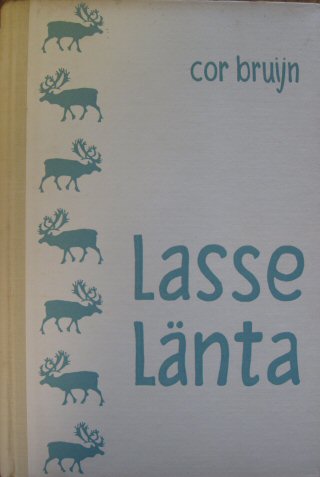 cor bruijn
Lasse
Länta